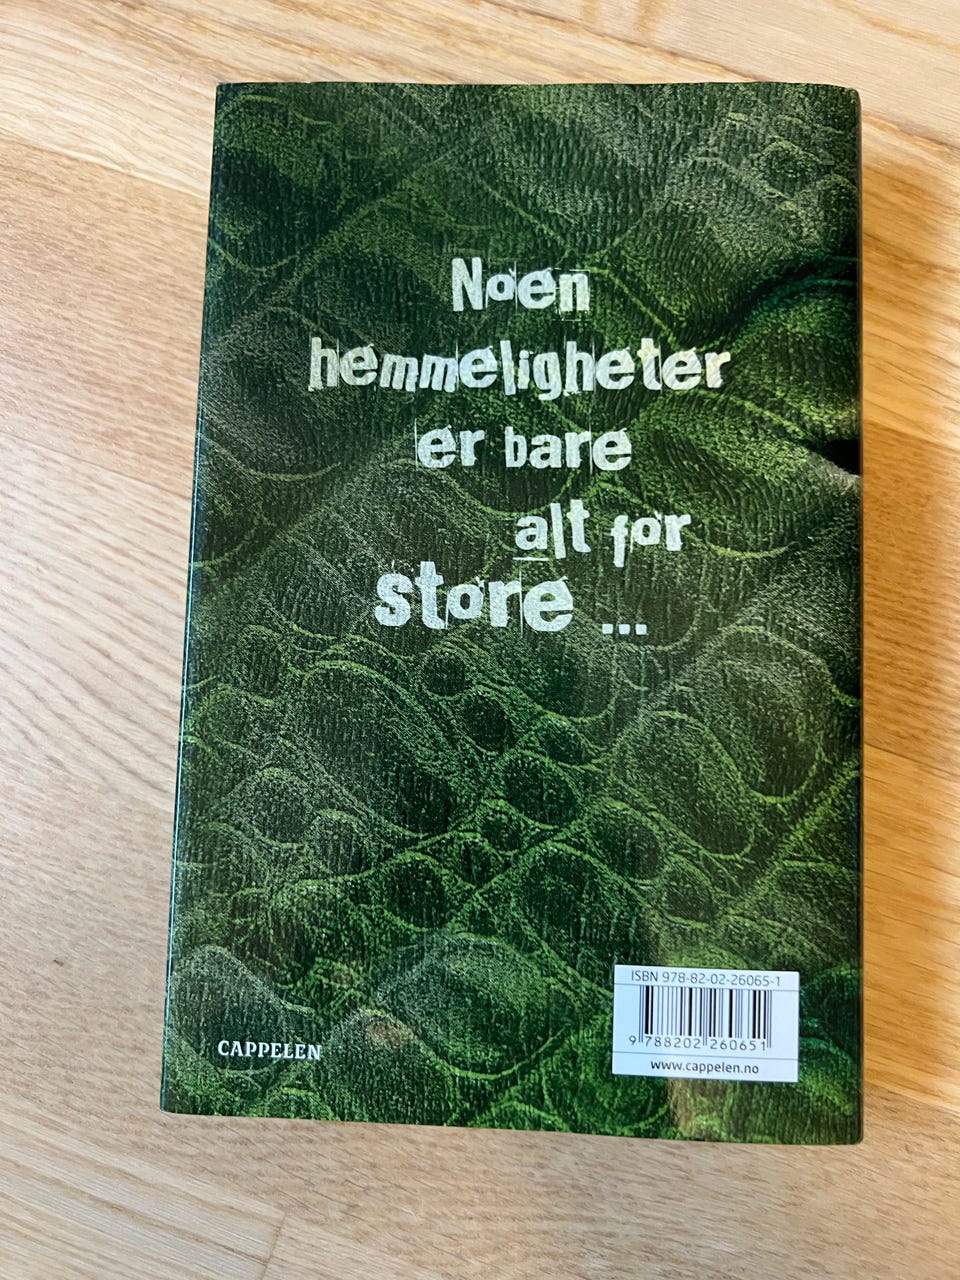 Noen
hemmeligheter
er bare
alt for
store ...
ISBN 978-82-02-26065-1
9 788202 260651
www.cappelen.no
CAPPELEN